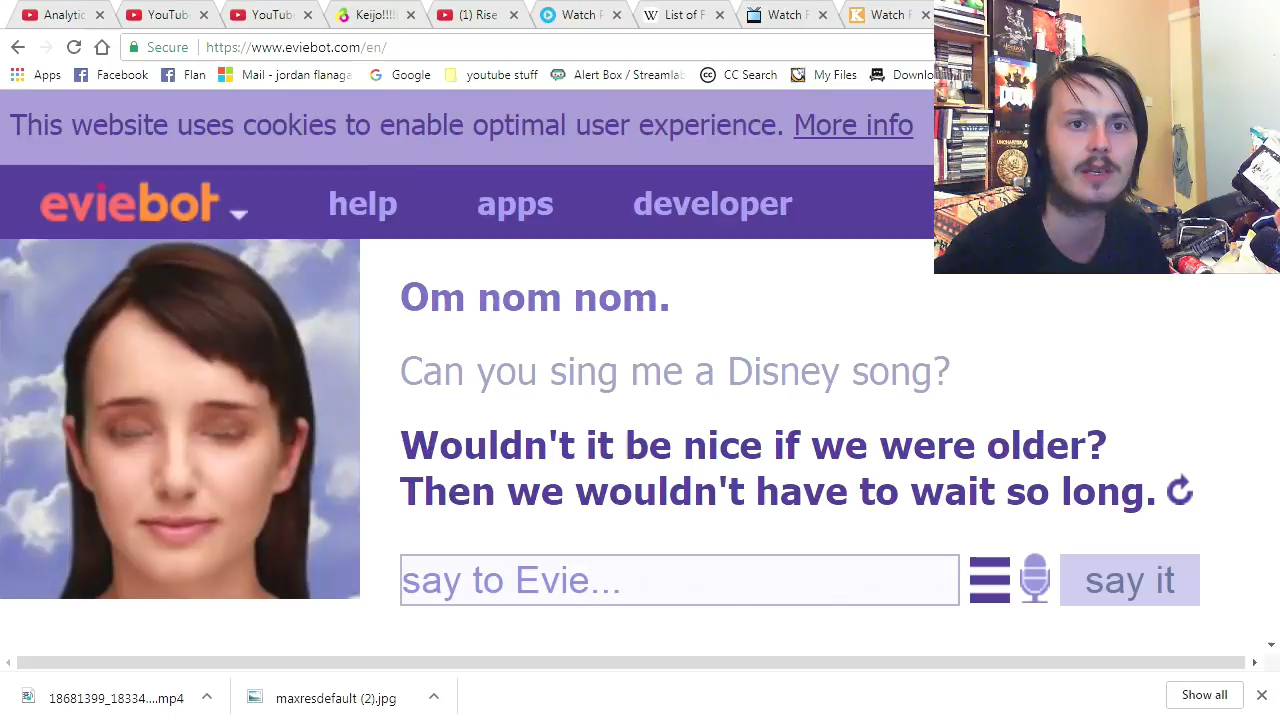 Analytic
YouTub
YouTub
Keijo!!!!
(1) Rise
Watch F
List of F
Watch F
Watch F
Secure
https://www.eviebot.com/en/
Apps
Facebook
Flan
Mail - jordan flanaga
Google
youtube stuff
Alert Box / Streamlab
CC Search
My Files
Downlo
This website uses cookies to enable optimal user experience. More info
eviebot
help
apps
developer
Om nom nom.
Can you sing me a Disney song?
Wouldn't it be nice if we were older?
Then we wouldn't have to wait so long.
say to Evie...
say it
18681399_18334....mp4
maxresdefault (2).jpg
Show all
DOOM
UNCHARTED 4